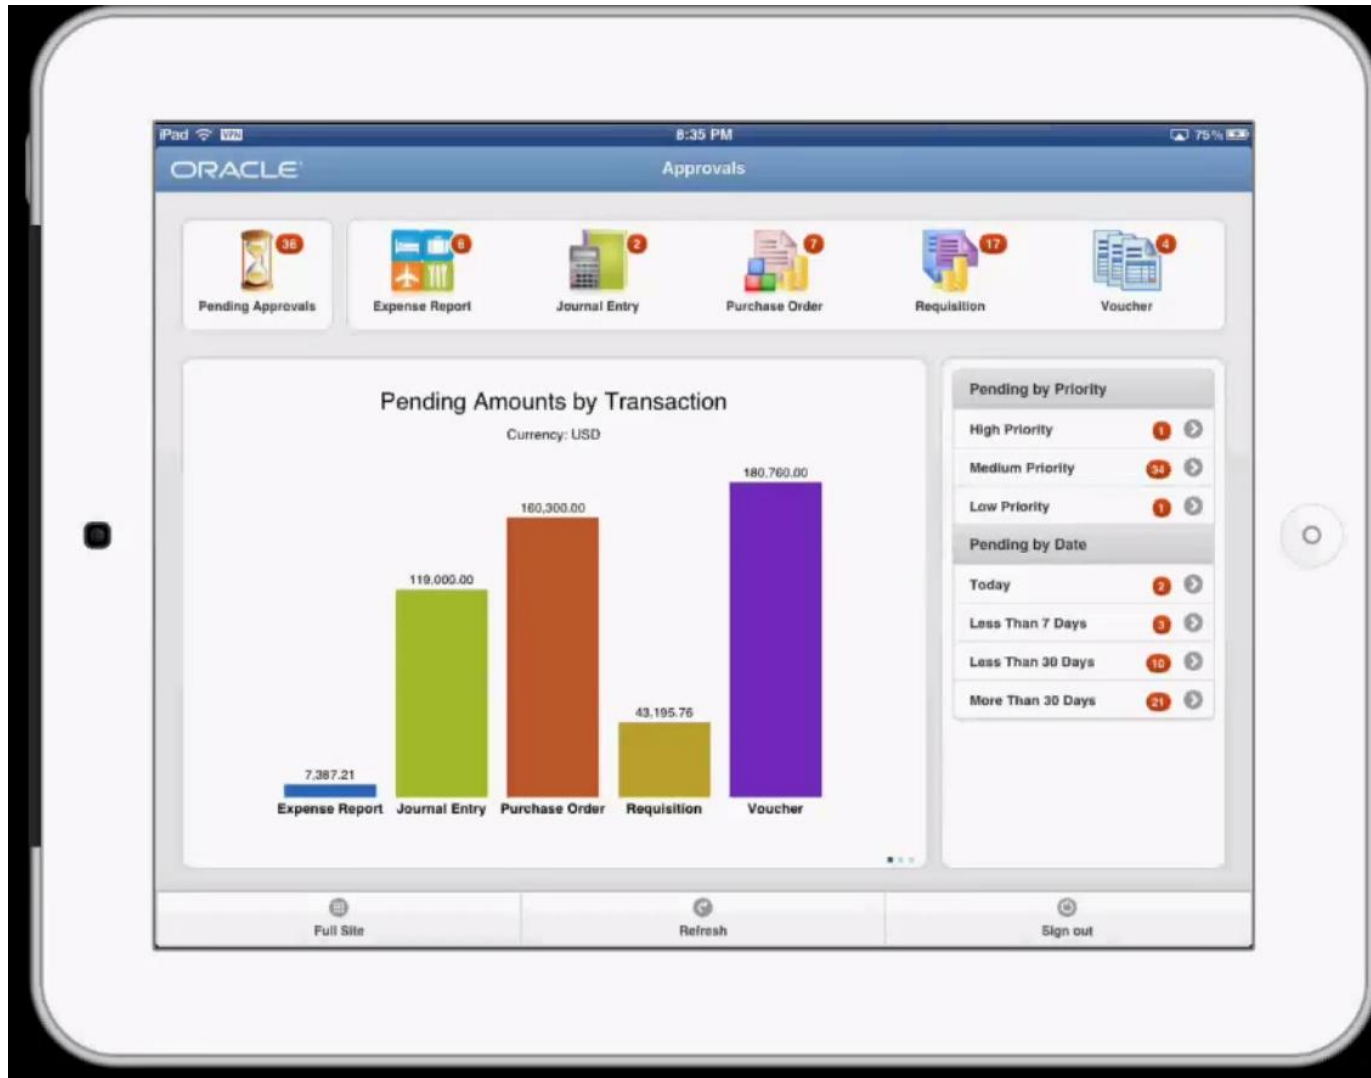 iPad VPN 8:35 PM 75%
ORACLE Approvals
36 6 2 7 17 4
Pending Approvals Expense Report Journal Entry Purchase Order Requisition Voucher
Pending Amounts by Transaction
Currency: USD
180,760.00
160,300.00
119,000.00
43,195.76
7,387.21
Expense Report Journal Entry Purchase Order Requisition Voucher
Pending by Priority
High Priority 1
Medium Priority 34
Low Priority 1
Pending by Date
Today 2
Less Than 7 Days 3
Less Than 30 Days 10
More Than 30 Days 21
Full Site Refresh Sign out